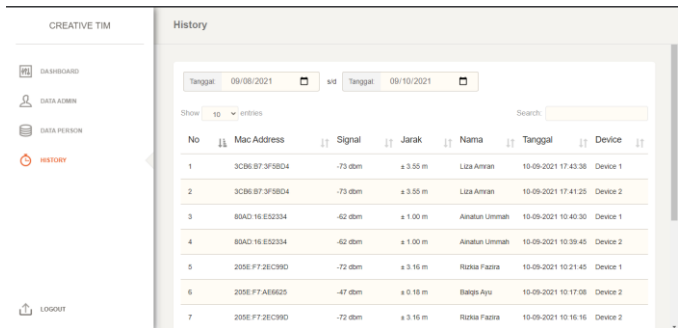 CREATIVE TIM
History
DASHBOARD
DATA ADMIN
DATA PERSON
HISTORY
LOGOUT
Tanggal: 09/08/2021 s/d Tanggal: 09/10/2021
Show 10 entries Search:
No Mac Address Signal Jarak Nama Tanggal Device
1 3CB6:B7:3F5BD4 -73 dbm ± 3.55 m Liza Amran 10-09-2021 17:43:38 Device 1
2 3CB6:B7:3F5BD4 -73 dbm ± 3.55 m Liza Amran 10-09-2021 17:41:25 Device 2
3 80AD:16:E52334 -62 dbm ± 1.00 m Ainatun Ummah 10-09-2021 10:40:30 Device 1
4 80AD:16:E52334 -62 dbm ± 1.00 m Ainatun Ummah 10-09-2021 10:39:45 Device 2
5 205E:F7:2EC99D -72 dbm ± 3.16 m Rizkia Fazira 10-09-2021 10:21:45 Device 1
6 205E:F7:AE6625 -47 dbm ± 0.18 m Balqis Ayu 10-09-2021 10:17:08 Device 2
7 205E:F7:2EC99D -72 dbm ± 3.16 m Rizkia Fazira 10-09-2021 10:16:16 Device 2